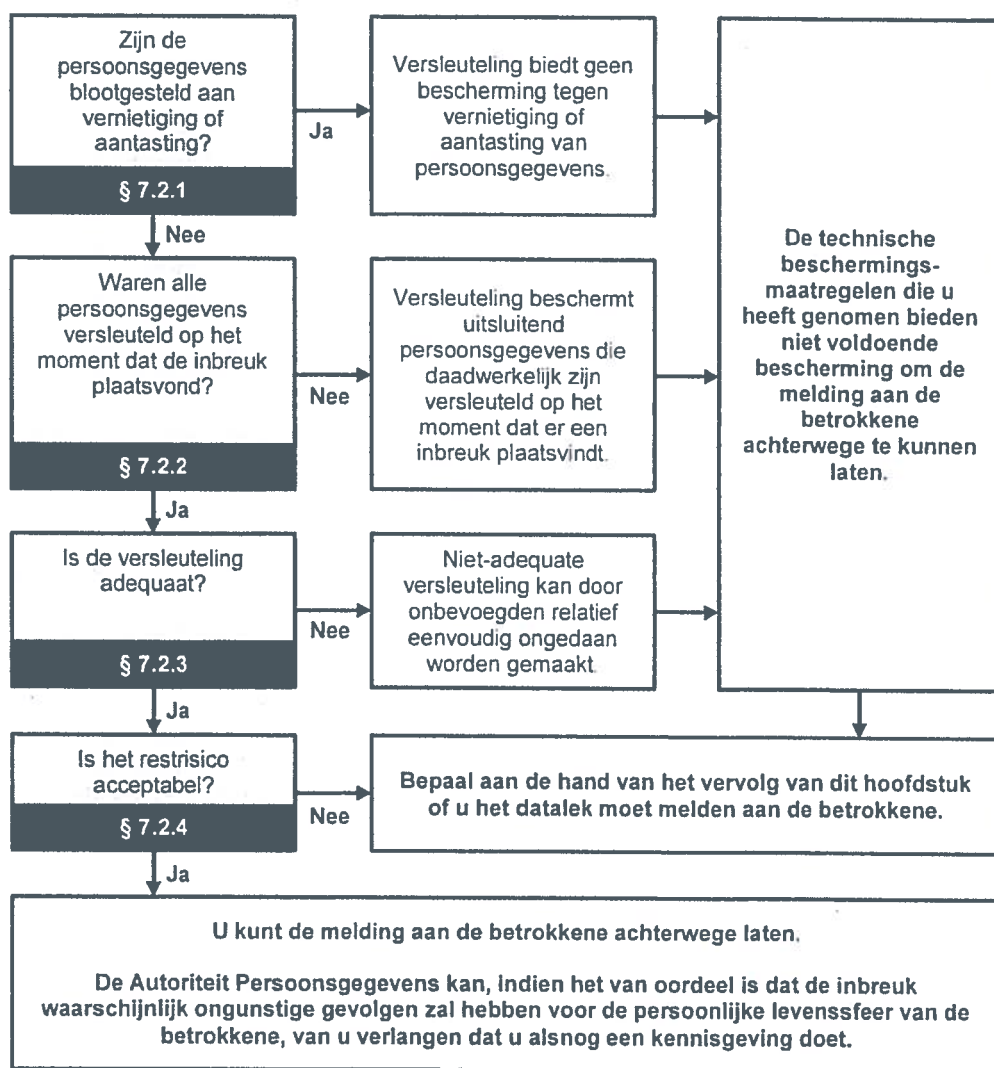 Zijn de
persoonsgegevens
blootgesteld aan
vernietiging of
aantasting?
§ 7.2.1
Ja
Versleuteling biedt geen
bescherming tegen
vernietiging of
aantasting van
persoonsgegevens.
Nee
Waren alle
persoonsgegevens
versleuteld op het
moment dat de inbreuk
plaatsvond?
§ 7.2.2
Nee
Versleuteling beschermt
uitsluitend
persoonsgegevens die
daadwerkelijk zijn
versleuteld op het
moment dat er een
inbreuk plaatsvindt.
Ja
Is de versleuteling
adequaat?
§ 7.2.3
Nee
Niet-adequate
versleuteling kan door
onbevoegden relatief
eenvoudig ongedaan
worden gemaakt.
De technische
beschermings-
maatregelen die u
heeft genomen bieden
niet voldoende
bescherming om de
melding aan de
betrokkene
achterwege te kunnen
laten.
Ja
Is het restrisico
acceptabel?
§ 7.2.4
Nee
Bepaal aan de hand van het vervolg van dit hoofdstuk
of u het datalek moet melden aan de betrokkene.
Ja
U kunt de melding aan de betrokkene achterwege laten.
De Autoriteit Persoonsgegevens kan, indien het van oordeel is dat de inbreuk
waarschijnlijk ongunstige gevolgen zal hebben voor de persoonlijke levenssfeer van de
betrokkene, van u verlangen dat u alsnog een kennisgeving doet.